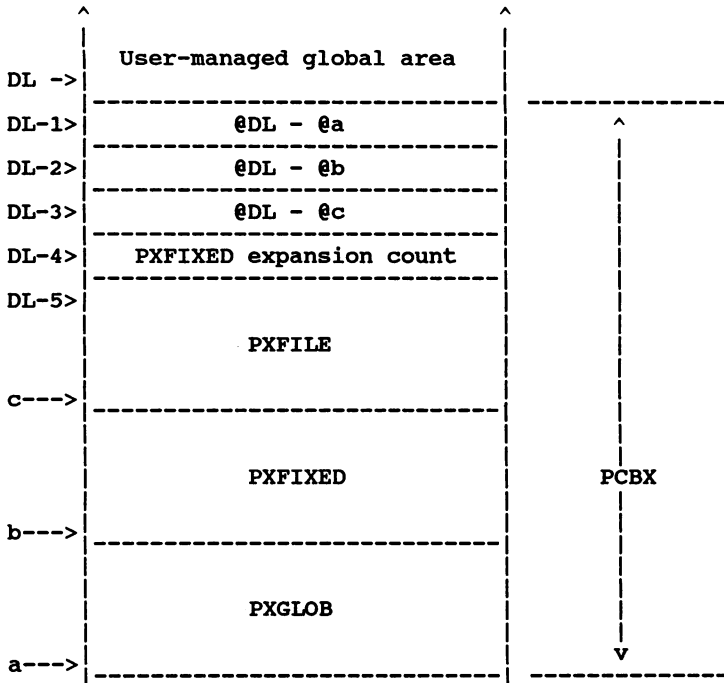 User-managed global area
DL ->
DL-1> @DL - @a
DL-2> @DL - @b
DL-3> @DL - @c
DL-4> PXFIXED expansion count
DL-5>
PXFILE
c--->
PXFIXED PCBX
b--->
PXGLOB
a--->